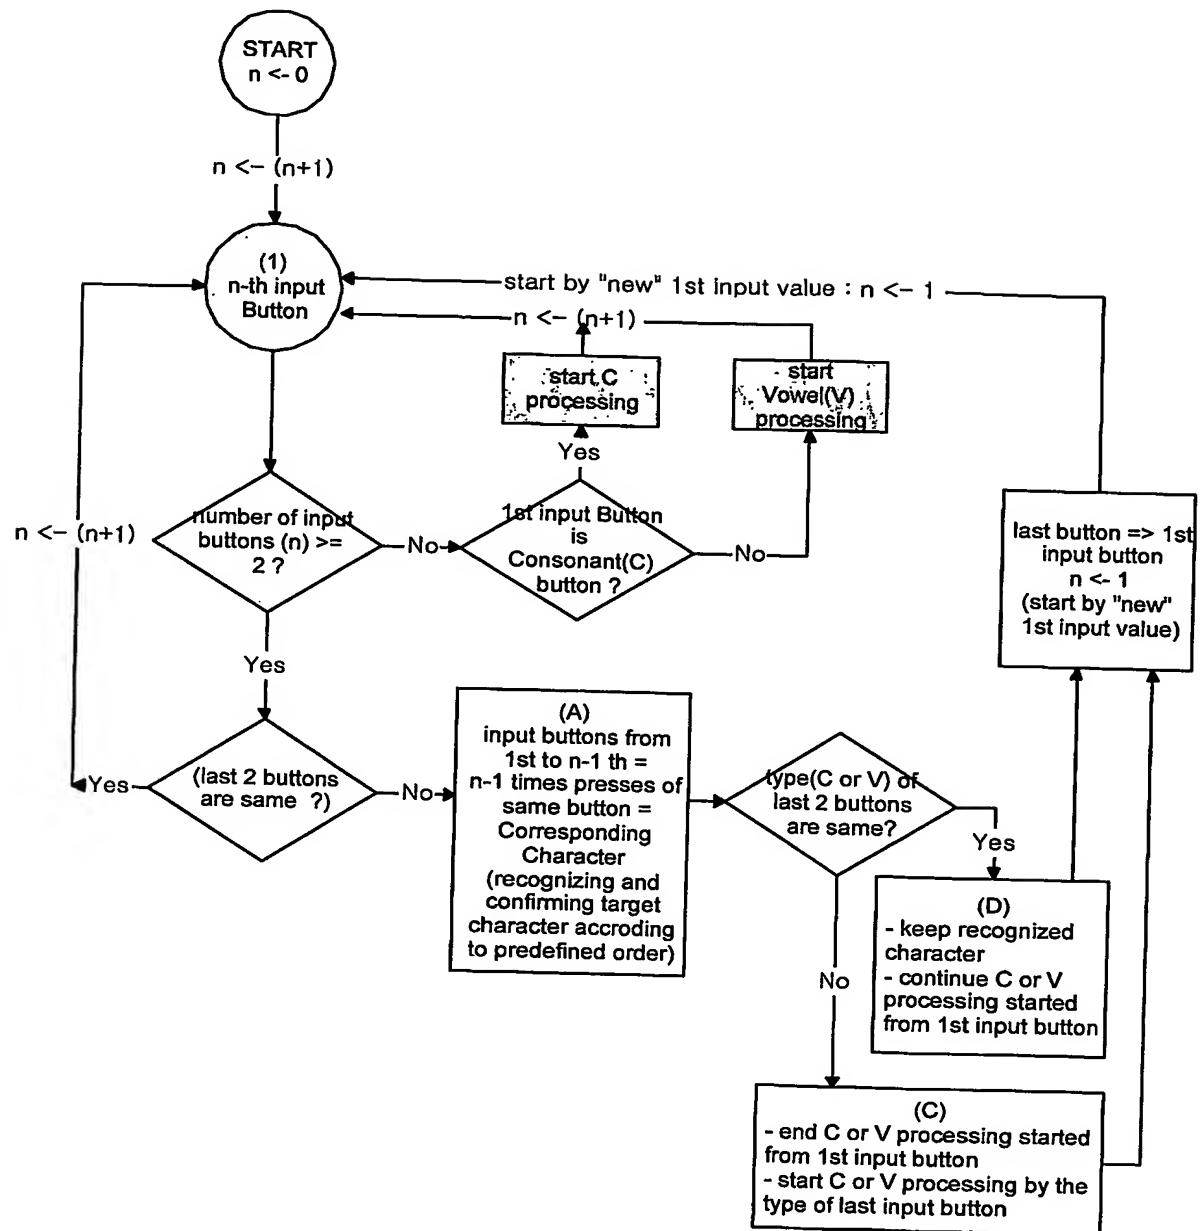 START
n <- 0
n <- (n+1)
(1)
n-th input
Button
start by "new" 1st input value : n <- 1
n <- (n+1)
start C
processing
start
Vowel(V)
processing
Yes
number of input
buttons (n) >=
2 ?
No
1st input Button
is
Consonant(C)
button ?
No
n <- (n+1)
last button => 1st
input button
n <- 1
(start by "new"
1st input value)
Yes
(last 2 buttons
are same ?)
Yes
No
(A)
input buttons from
1st to n-1 th =
n-1 times presses of
same button =
Corresponding
Character
(recognizing and
confirming target
character accroding
to predefined order)
type(C or V) of
last 2 buttons
are same?
Yes
No
(D)
- keep recognized
character
- continue C or V
processing started
from 1st input button
(C)
- end C or V processing started
from 1st input button
- start C or V processing by the
type of last input button